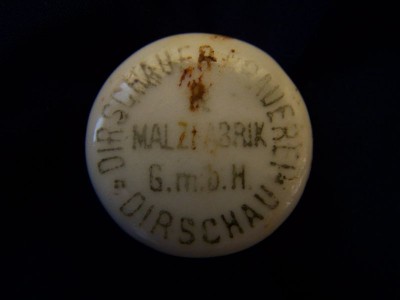 DIRSCHAUER BRAUEREI
MALZFABRIK
G.m.b.H.
DIRSCHAU